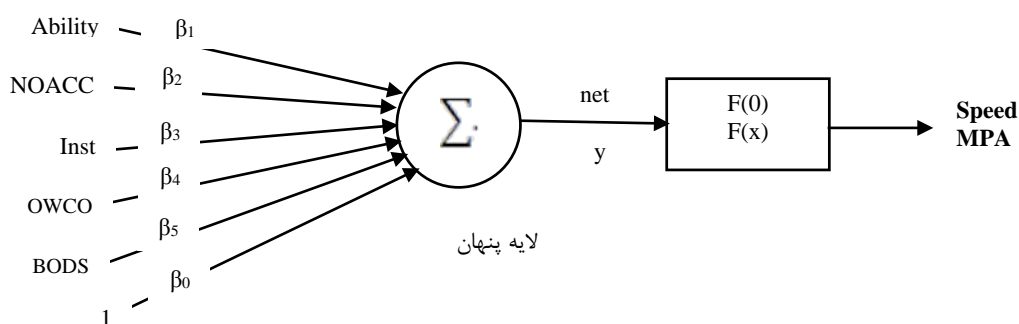 Ability
β1
NOACC
β2
Inst
β3
OWCO
β4
BODS
β5
1
β0
∑.
لایه پنهان
net
y
F(0)
F(x)
Speed
MPA